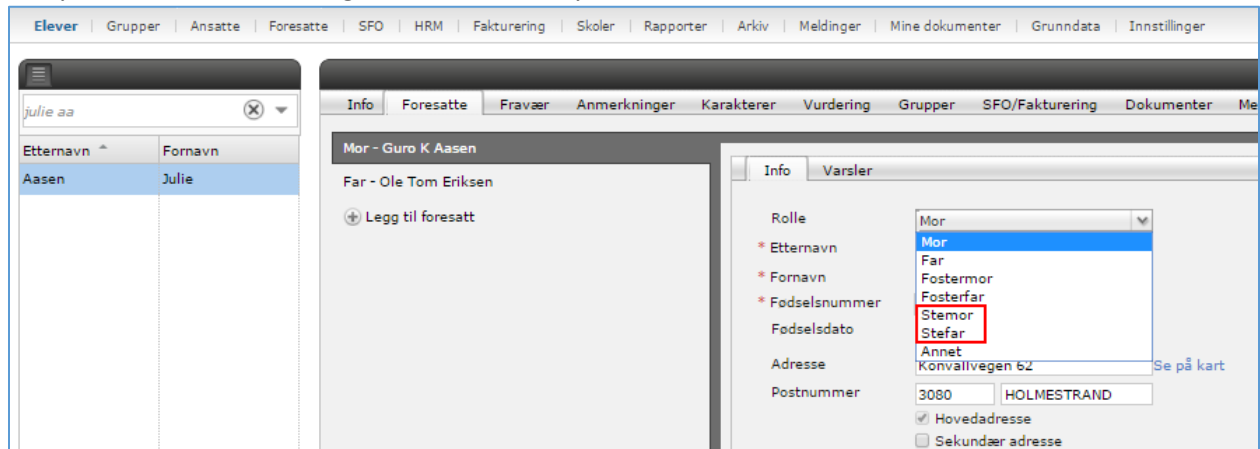 Elever | Grupper | Ansatte | Foresatte | SFO | HRM | Fakturering | Skoler | Rapporter | Arkiv | Meldinger | Mine dokumenter | Grunndata | Innstillinger
julie aa
Etternavn Fornavn
Aasen Julie
Info Foresatte Fravær Anmerkninger Karakterer Vurdering Grupper SFO/Fakturering Dokumenter Me
Mor - Guro K Aasen
Far - Ole Tom Eriksen
Legg til foresatt
Info Varsler
Rolle Mor
Mor
Far
Fostermor
Fosterfar
Stemor
Stefar
Annet
* Etternavn
* Fornavn
* Fødselsnummer
Fødselsdato
Adresse Konvallvegen 62 Se på kart
Postnummer 3080 HOLMESTRAND
Hovedadresse
Sekundær adresse